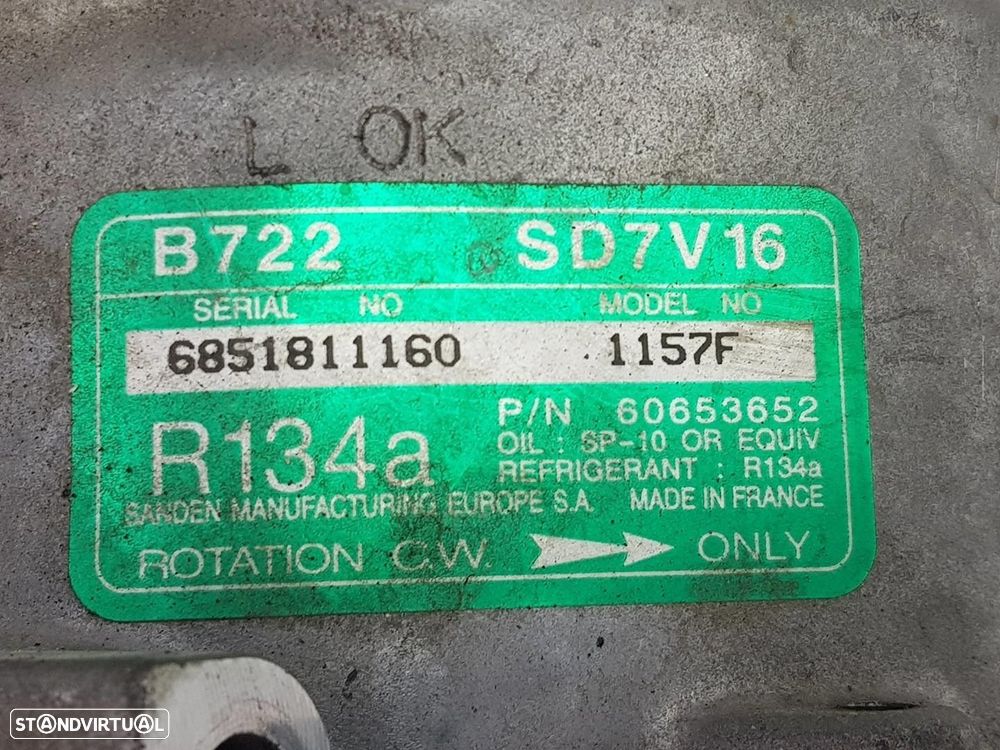 L OK
B722 SD7V16
SERIAL NO MODEL NO
6851811160 1157F
P/N 60653652
OIL : SP-10 OR EQUIV
R134a REFRIGERANT : R134a
SANDEN MANUFACTURING EUROPE S.A. MADE IN FRANCE
ROTATION C.W. ONLY
STANDVIRTUAL